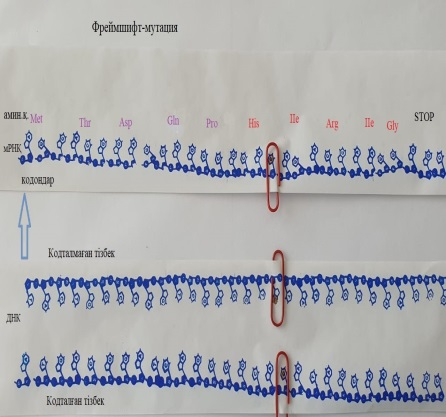 Фреймшифт-мутация
амин.к. Met Thr Asp Gln Pro His Ile Arg Ile Gly STOP
мРНК
кодондар
Кодталмаған тізбек
ДНК
Кодталған тізбек